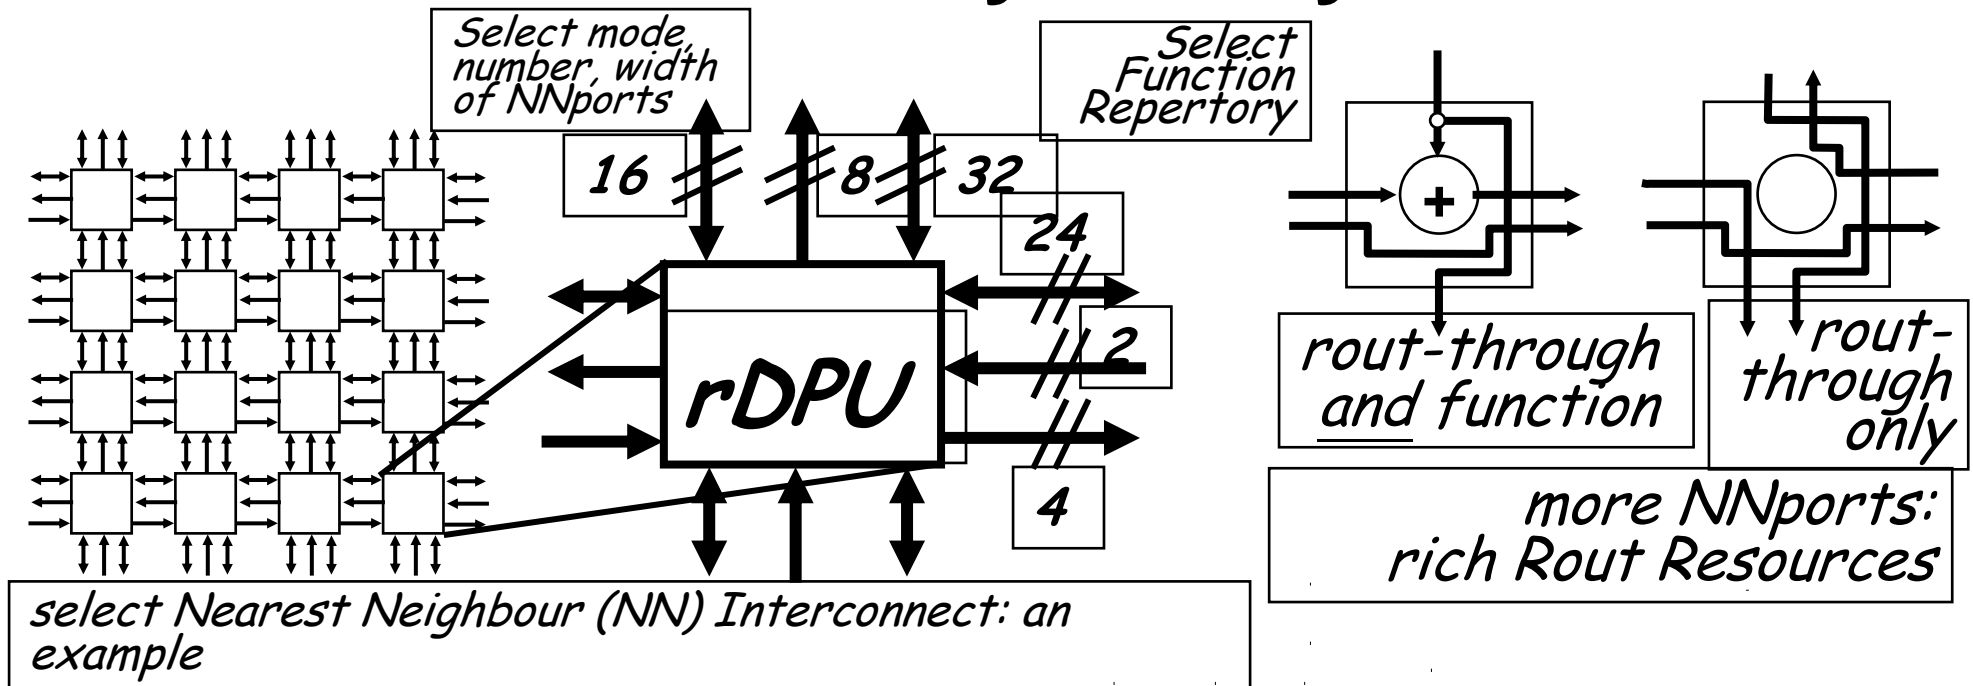 Select mode,
number, width
of NNports
Select
Function
Repertory
16
8
32
24
2
4
rDPU
+
rout-through
and function
rout-
through
only
more NNports:
rich Rout Resources
select Nearest Neighbour (NN) Interconnect: an
example